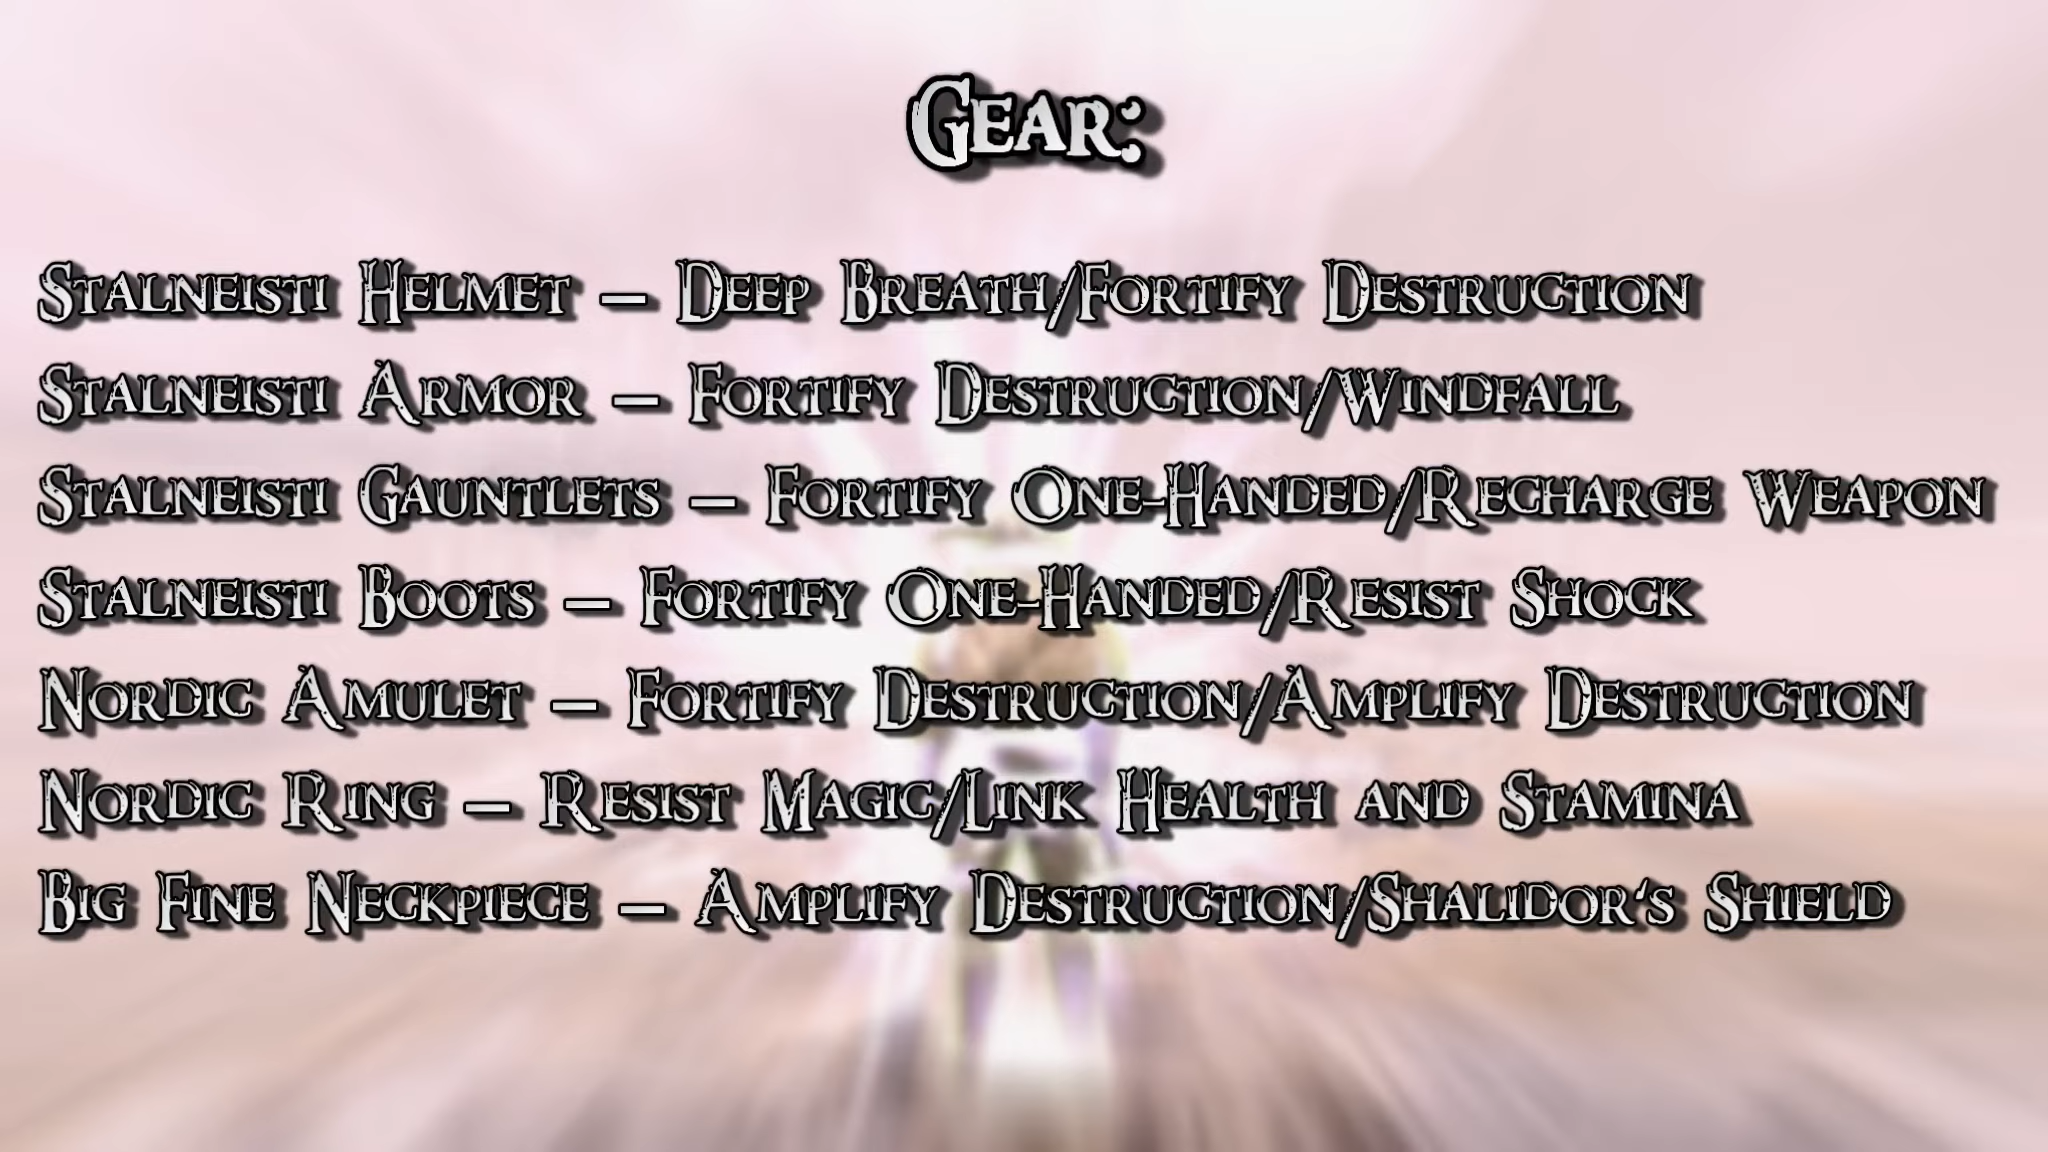 Gear:
Stalneisti Helmet – Deep Breath/Fortify Destruction
Stalneisti Armor – Fortify Destruction/Windfall
Stalneisti Gauntlets – Fortify One-Handed/Recharge Weapon
Stalneisti Boots – Fortify One-Handed/Resist Shock
Nordic Amulet – Fortify Destruction/Amplify Destruction
Nordic Ring – Resist Magic/Link Health and Stamina
Big Fine Neckpiece – Amplify Destruction/Shalidor's Shield